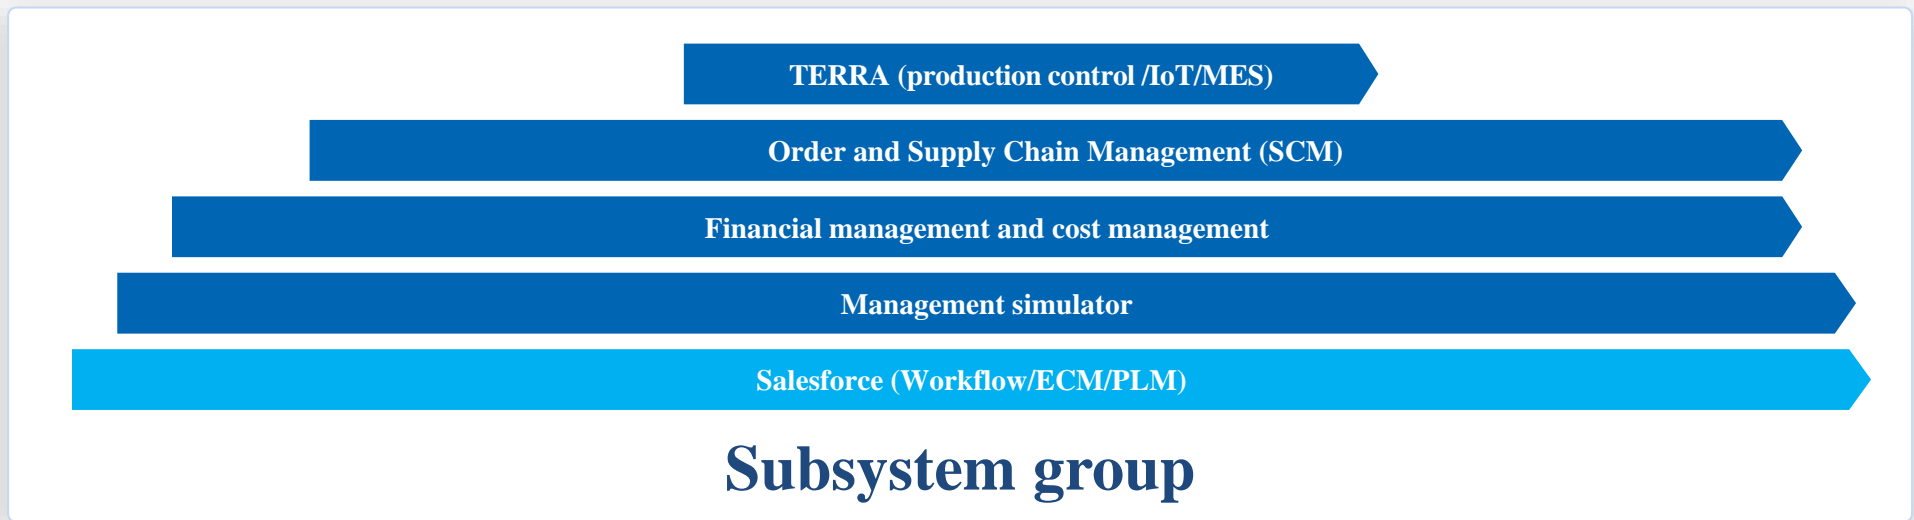 TERRA (production control /IoT/MES)
Order and Supply Chain Management (SCM)
Financial management and cost management
Management simulator
Salesforce (Workflow/ECM/PLM)
Subsystem group